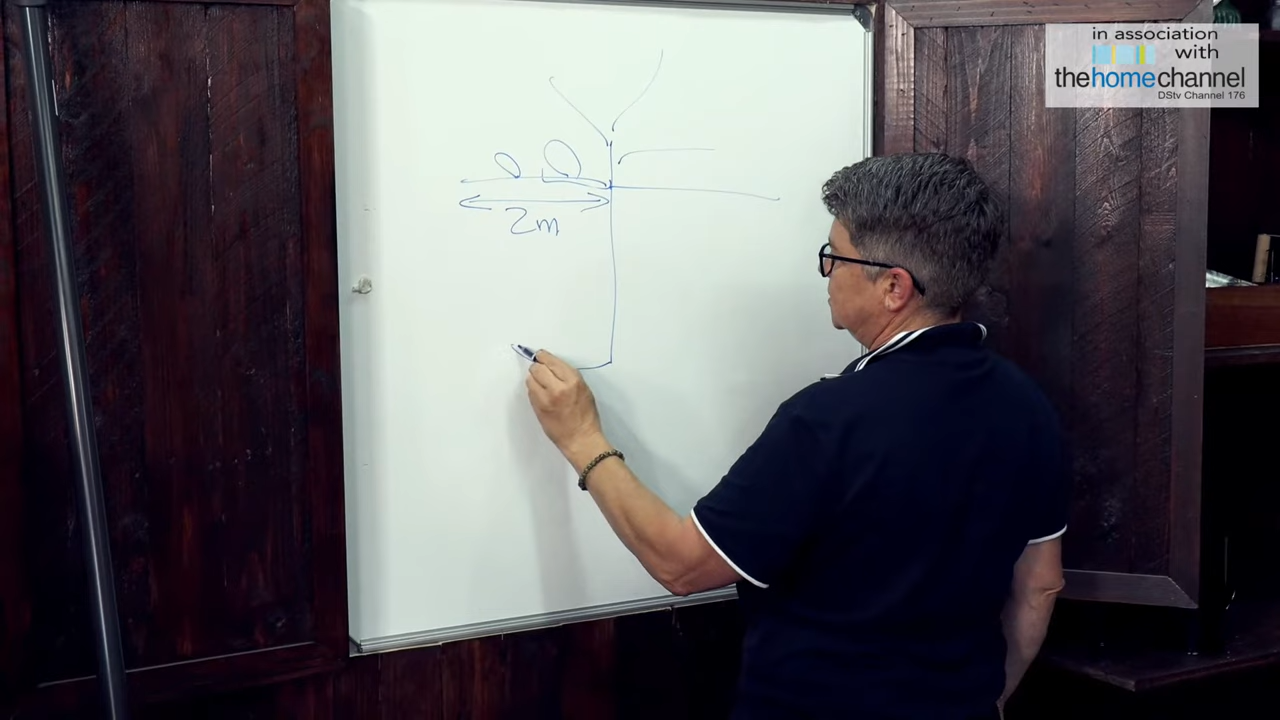 in association
with
thehomechannel
DStv Channel 176
2m